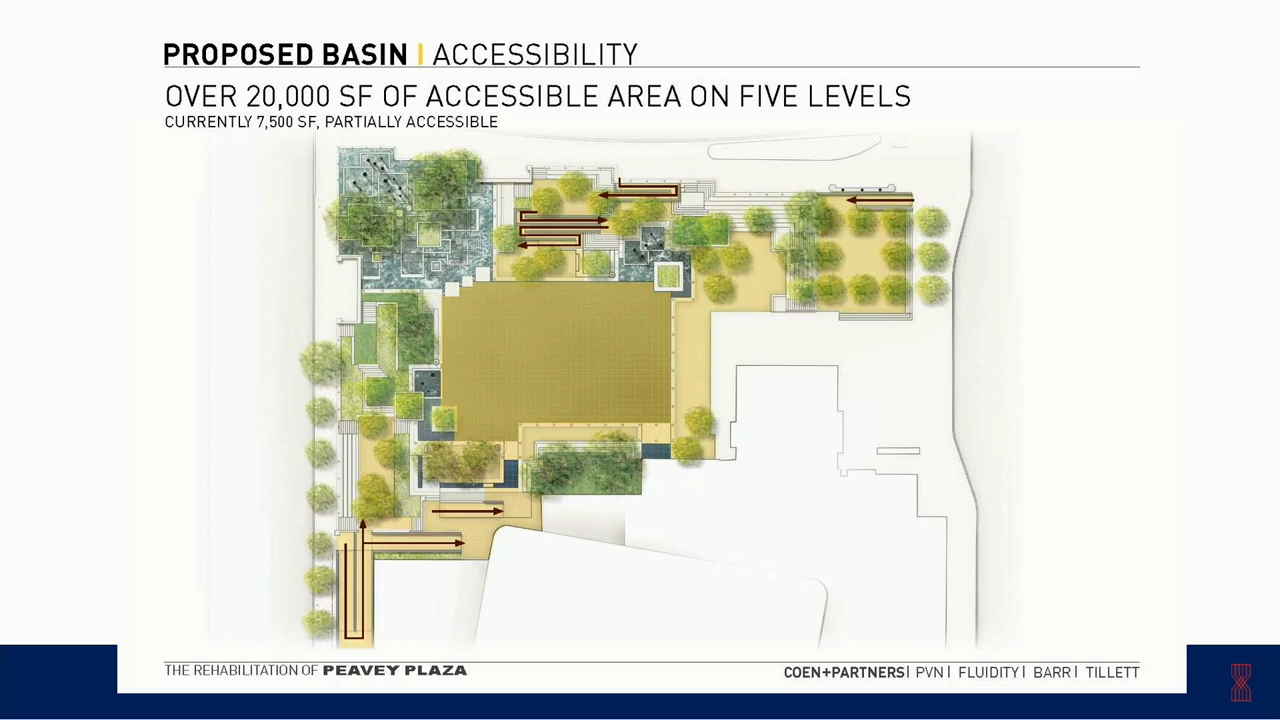 PROPOSED BASIN | ACCESSIBILITY
OVER 20,000 SF OF ACCESSIBLE AREA ON FIVE LEVELS
CURRENTLY 7,500 SF, PARTIALLY ACCESSIBLE
THE REHABILITATION OF PEAVEY PLAZA
COEN+PARTNERS | PVN | FLUIDITY | BARR | TILLETT